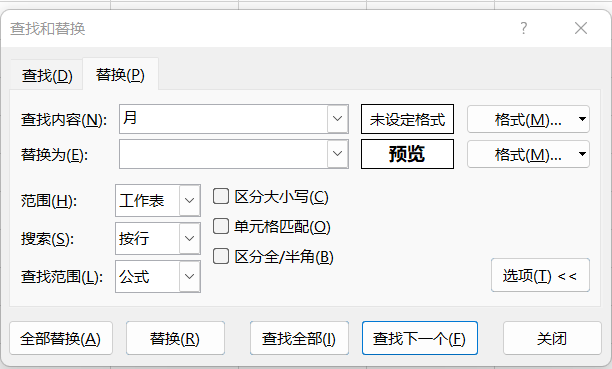 查找和替换 ?
查找(D) 替换(P)
查找内容(N): 月 未设定格式 格式(M)...
替换为(E): 预览 格式(M)...
范围(H): 工作表 区分大小写(C)
搜索(S): 按行 单元格匹配(O)
查找范围(L): 公式 区分全/半角(B)
选项(T) <<
全部替换(A) 替换(R) 查找全部(I) 查找下一个(F) 关闭